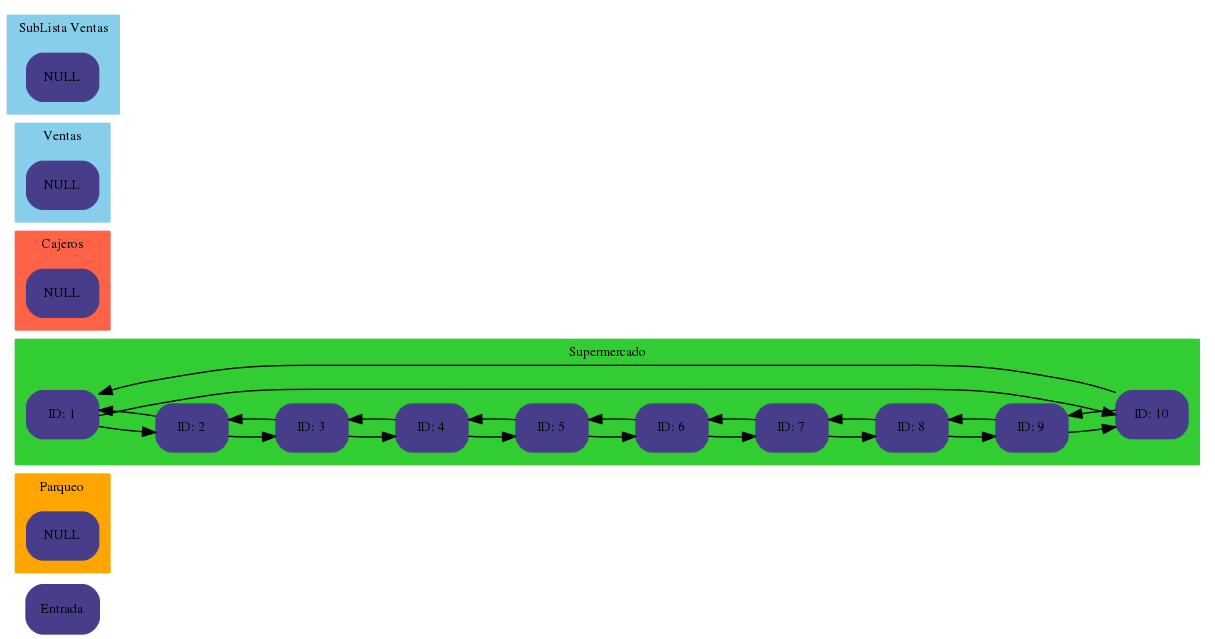 SubLista Ventas
NULL
Ventas
NULL
Cajeros
NULL
Supermercado
ID: 1
ID: 2
ID: 3
ID: 4
ID: 5
ID: 6
ID: 7
ID: 8
ID: 9
ID: 10
Parqueo
NULL
Entrada